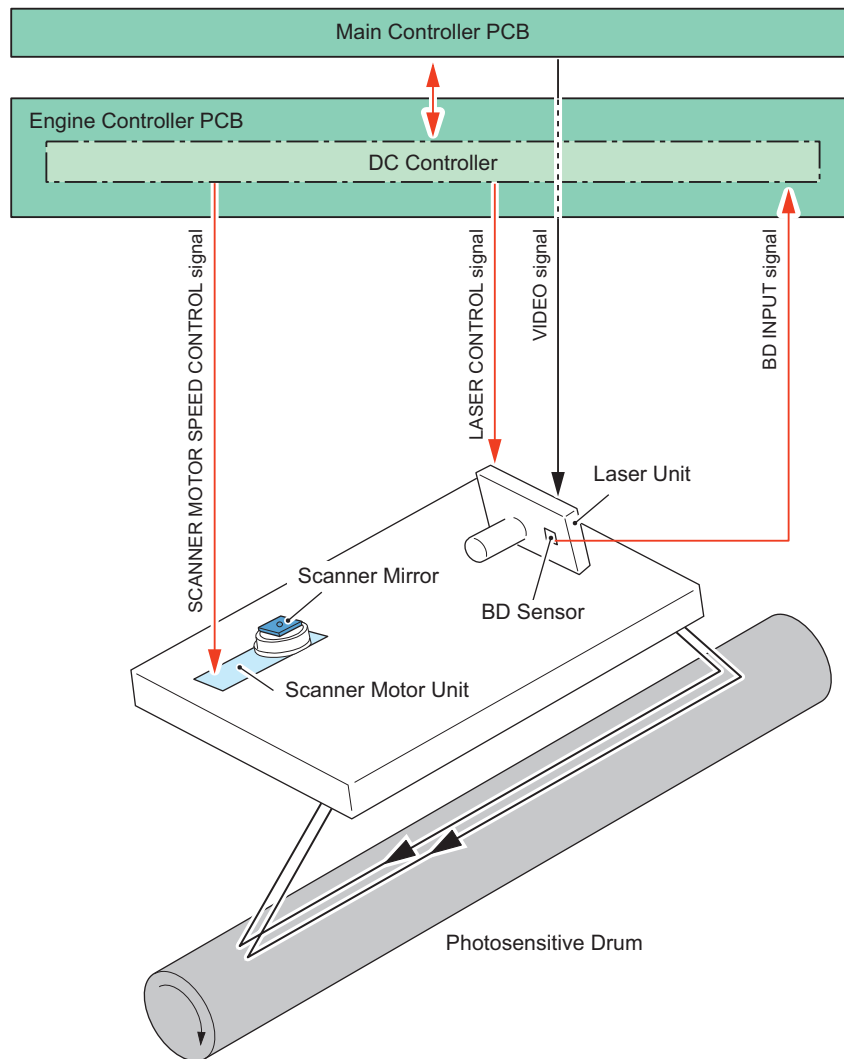 Main Controller PCB
Engine Controller PCB
DC Controller
SCANNER MOTOR SPEED CONTROL signal
LASER CONTROL signal
VIDEO signal
BD INPUT signal
Laser Unit
Scanner Mirror
BD Sensor
Scanner Motor Unit
Photosensitive Drum